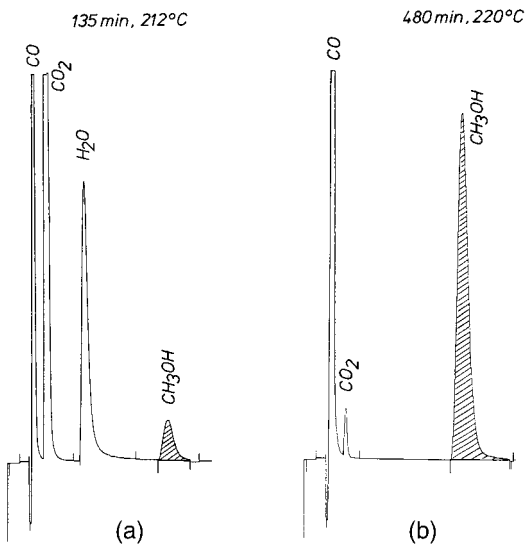 135 min, 212°C
CO
CO₂
H₂O
CH₃OH
(a)
480 min, 220°C
CO
CO₂
CH₃OH
(b)